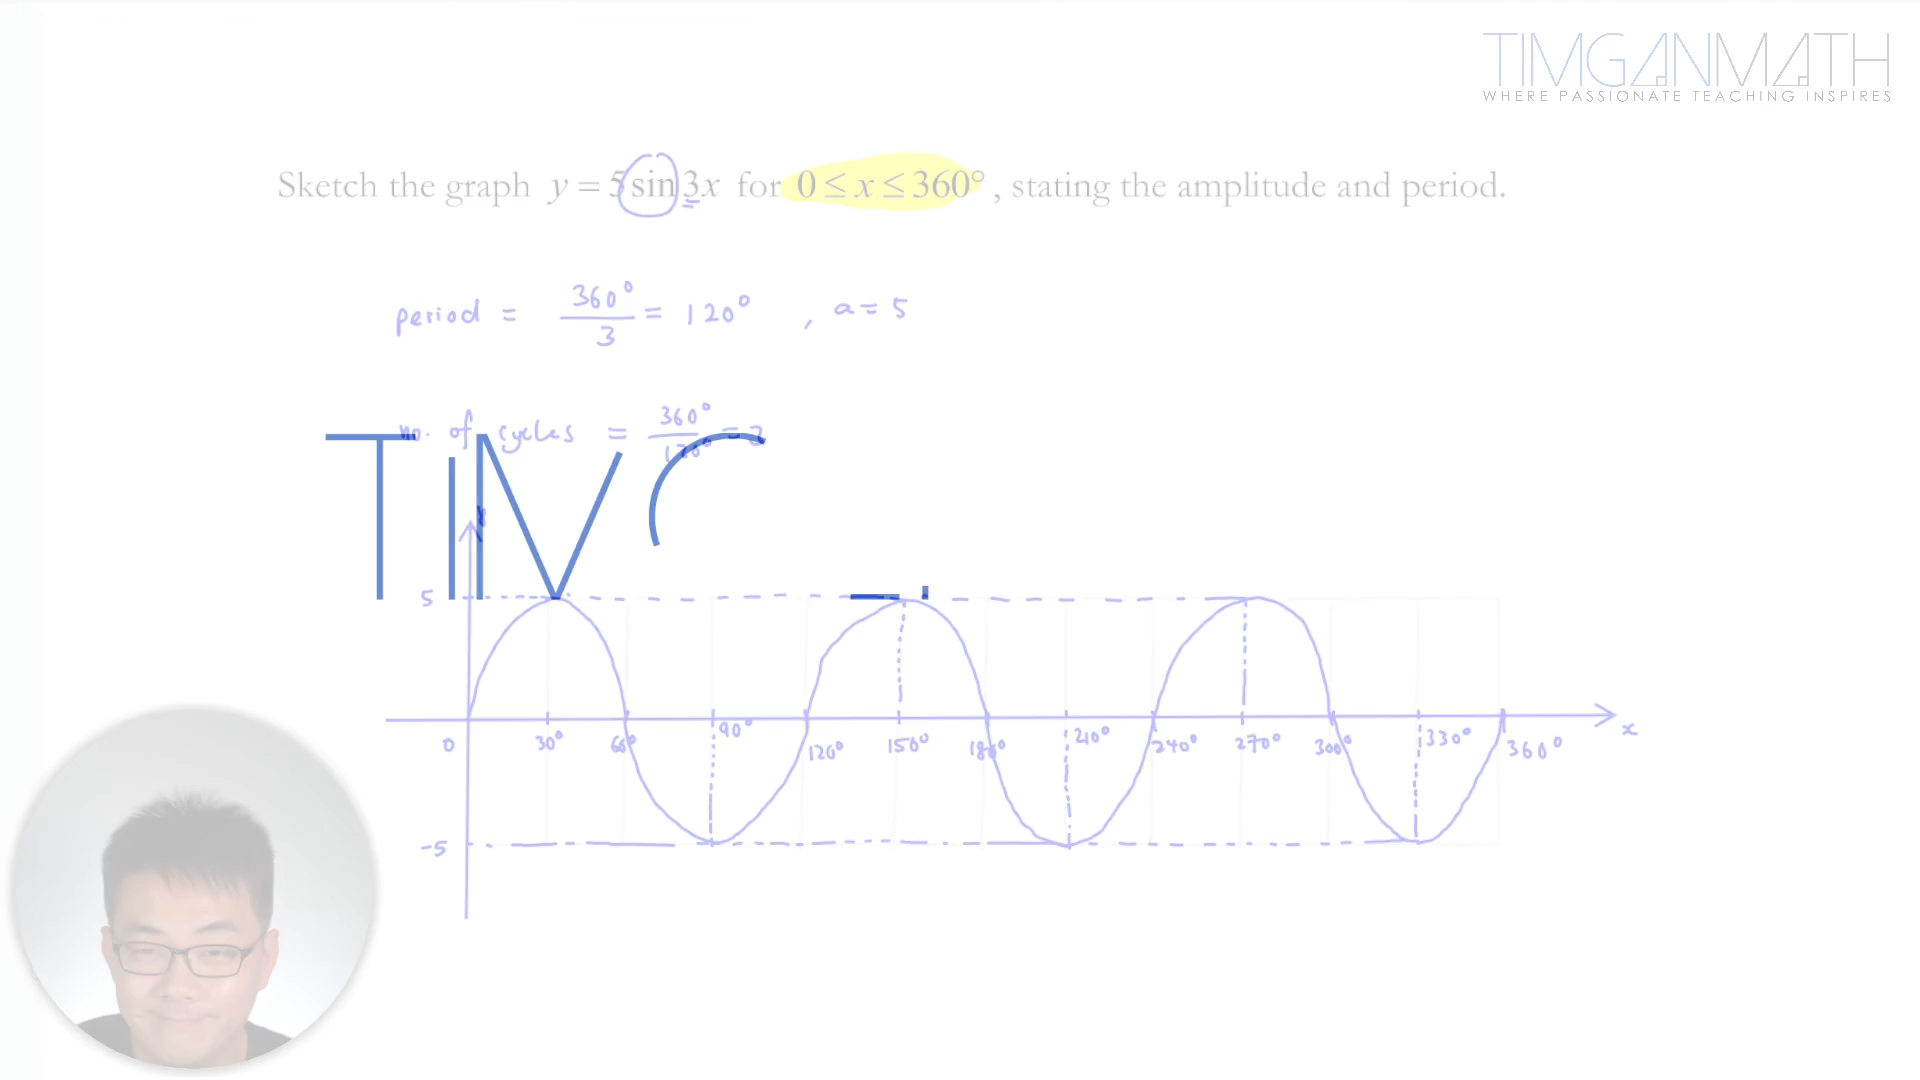 TIMGANMATH
WHERE PASSIONATE TEACHING INSPIRES
Sketch the graph y = 5 sin 3x for 0 ≤ x ≤ 360° , stating the amplitude and period.
period = 360°/3 = 120° , a = 5
no. of cycles = 360°/120° = 3
TIM
5
0 30° 60° 90° 120° 150° 180° 210° 240° 270° 300° 330° 360° x
-5